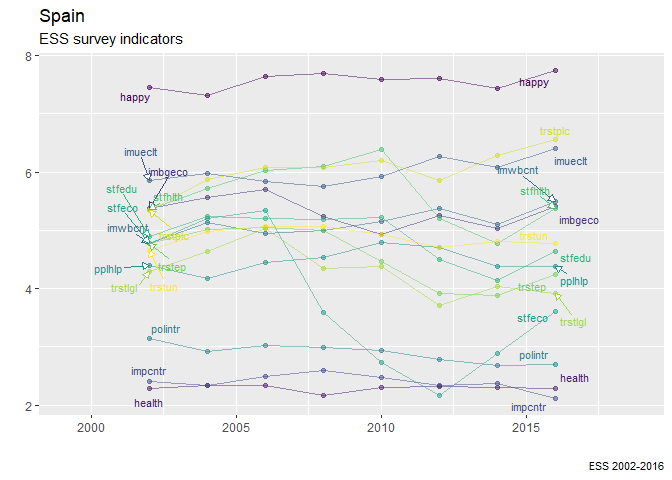 Spain
ESS survey indicators
8
happy
happy
trstplc
6
imueclt
imueclt
imbgeco
imwbcnt
stfedu
stfhlth
stfhlth
stfeco
imbgeco
imwbcnt
trstplc
trstun
stfedu
pplhlp
trstep
pplhlp
trstlgl
trstun
trstep
4
trstlgl
stfeco
polintr
polintr
impcntr
health
health
impcntr
2
2000
2005
2010
2015
ESS 2002-2016